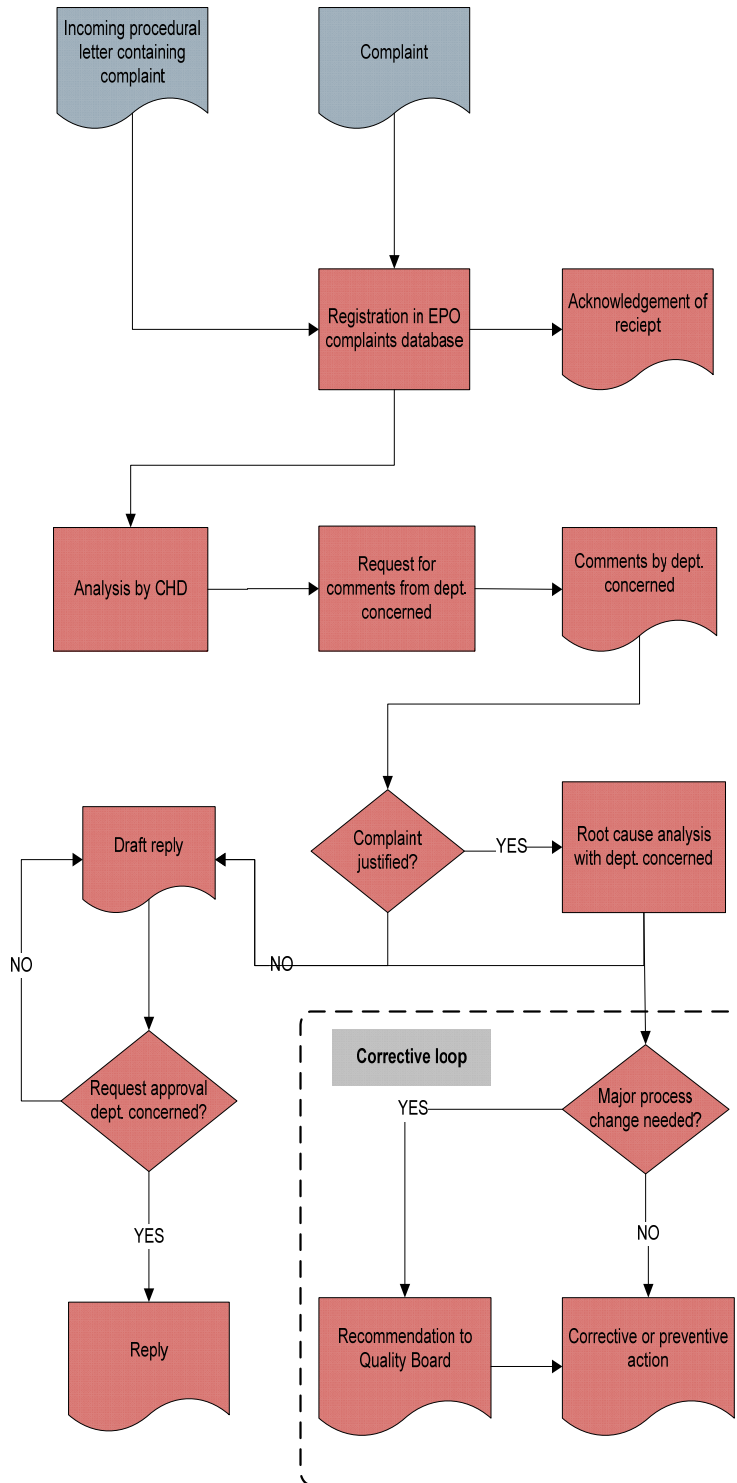 Incoming procedural
letter containing
complaint
Complaint
Registration in EPO
complaints database
Acknowledgement of
reciept
Analysis by CHD
Request for
comments from dept.
concerned
Comments by dept.
concerned
Draft reply
Complaint
justified?
YES
Root cause analysis
with dept. concerned
NO
NO
Corrective loop
Request approval
dept. concerned?
Major process
change needed?
YES
YES
NO
Reply
Recommendation to
Quality Board
Corrective or preventive
action